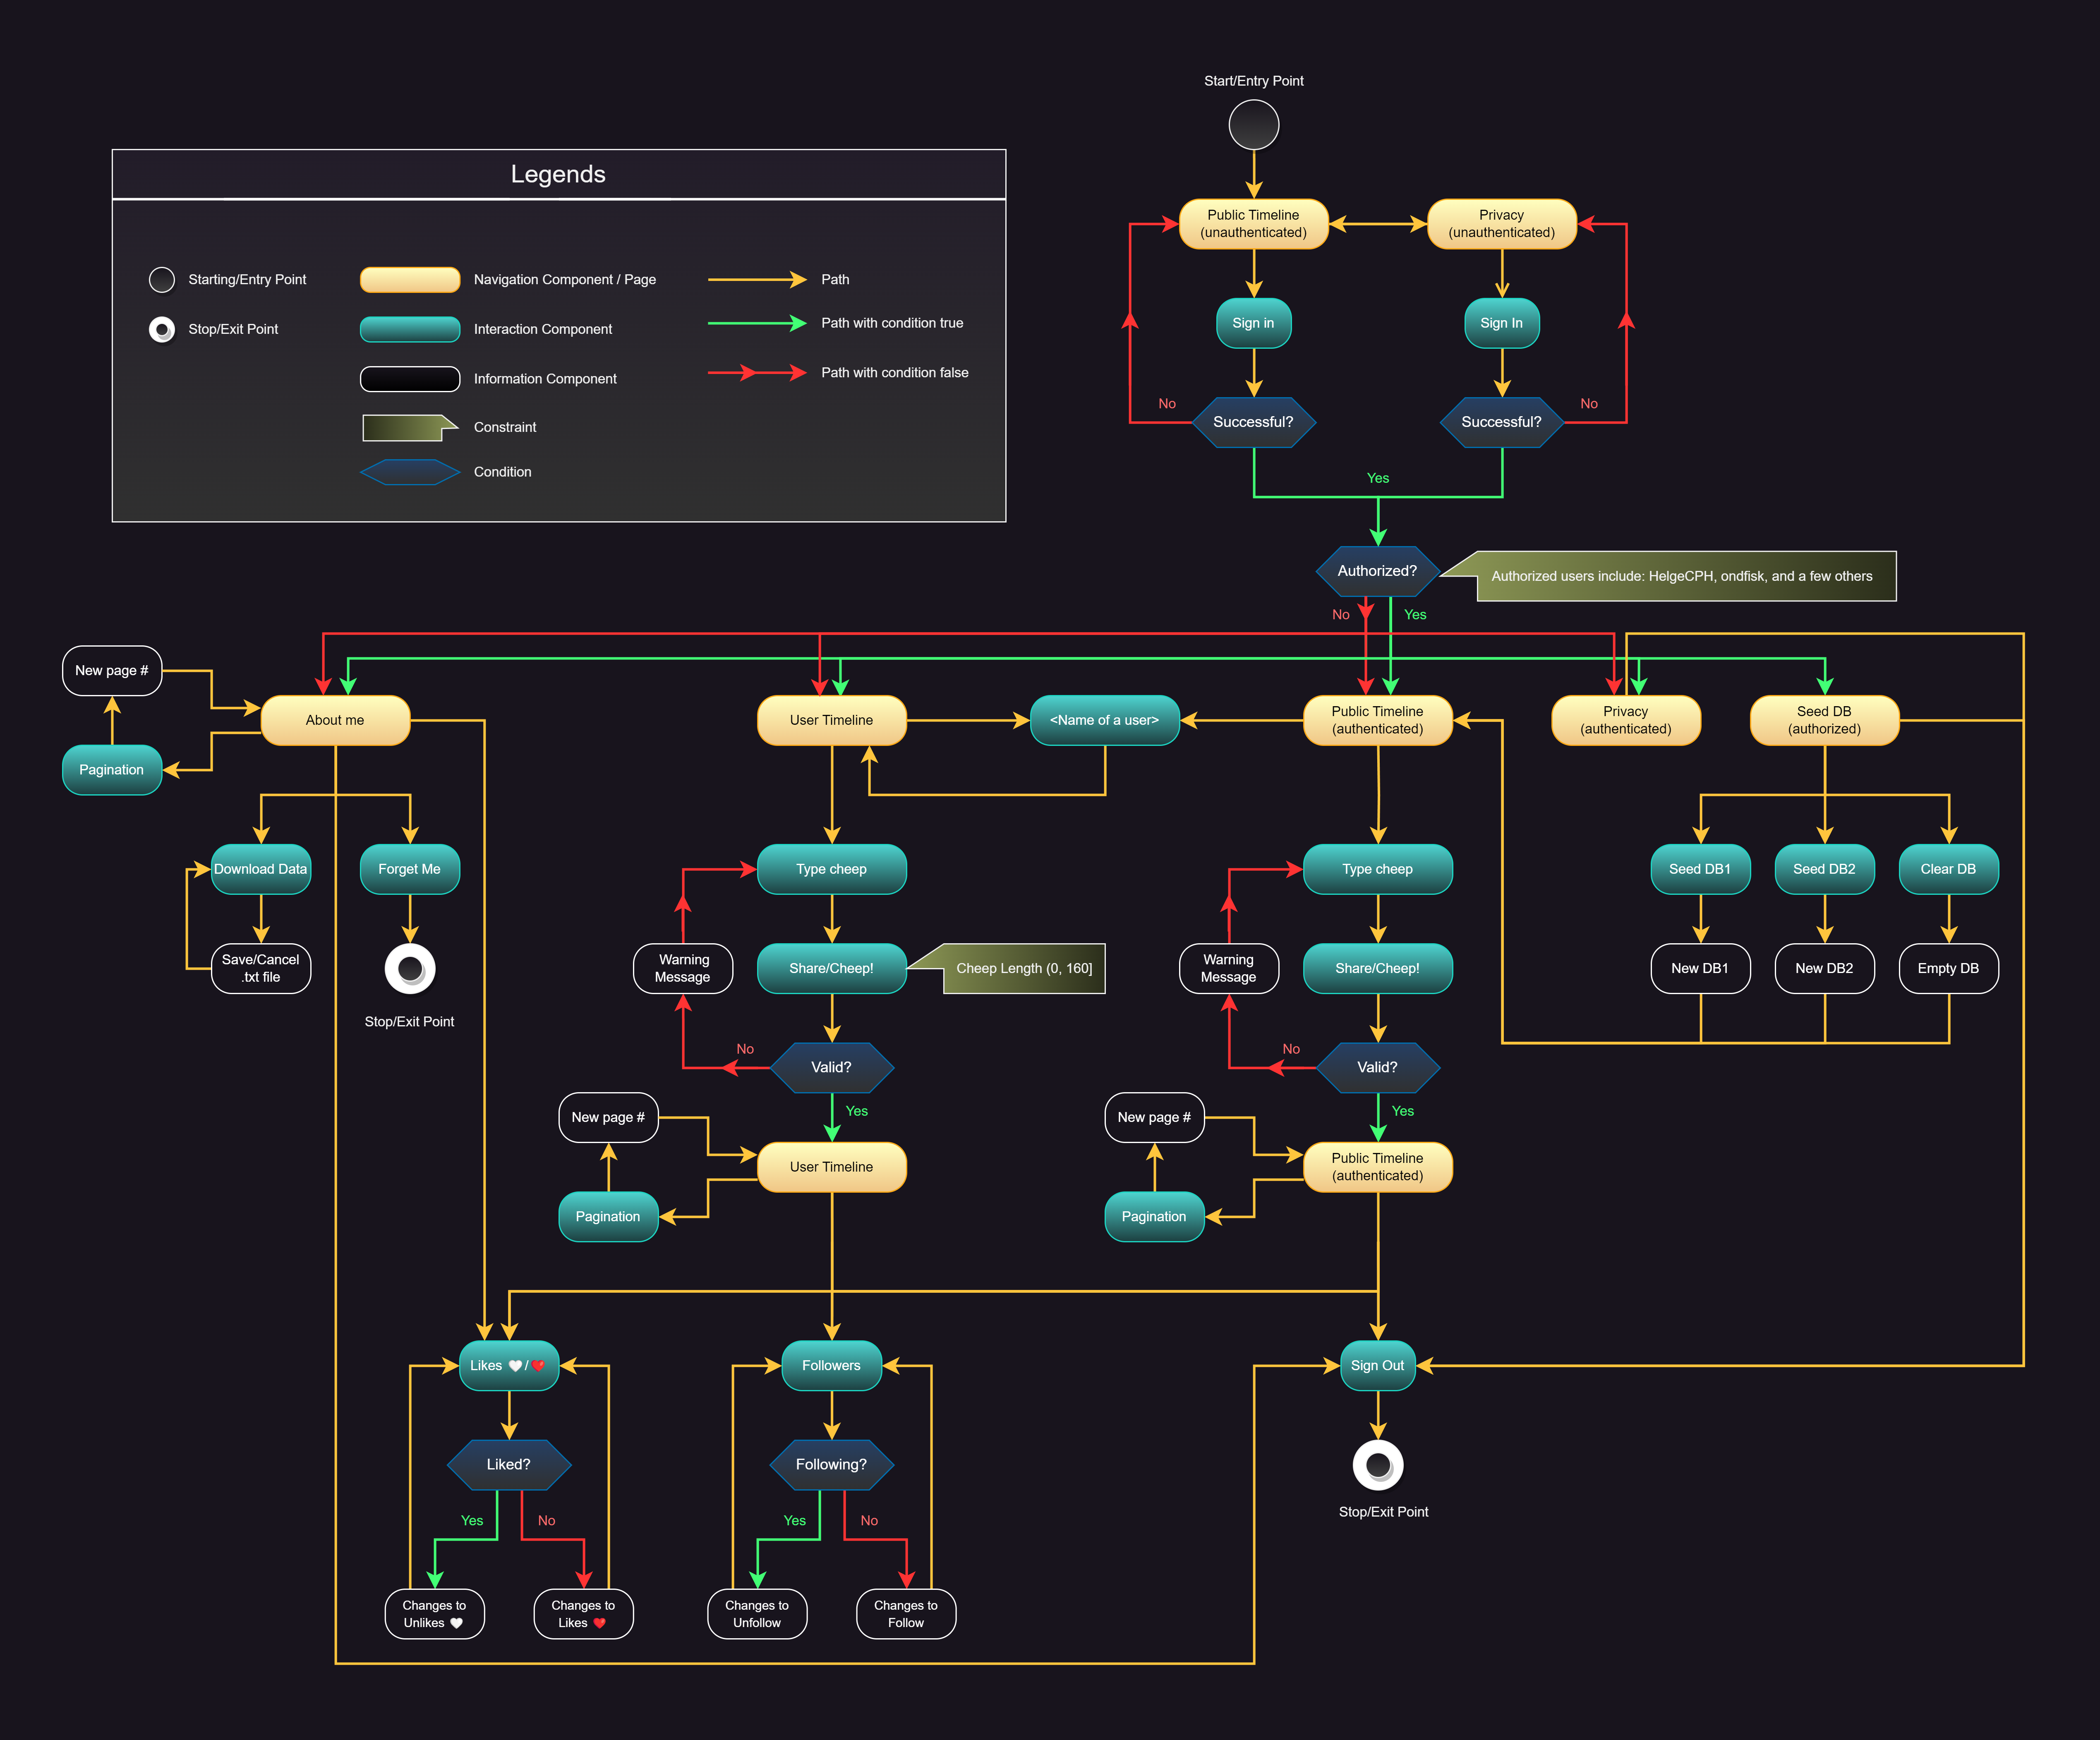 Start/Entry Point
Legends
Starting/Entry Point
Navigation Component / Page
Path
Stop/Exit Point
Interaction Component
Path with condition true
Information Component
Path with condition false
Constraint
Condition
Public Timeline
(unauthenticated)
Privacy
(unauthenticated)
Sign in
Sign In
No
Successful?
Successful?
No
Yes
Authorized?
Authorized users include: HelgeCPH, ondfisk, and a few others
No
Yes
New page #
About me
User Timeline
<Name of a user>
Public Timeline
(authenticated)
Privacy
(authenticated)
Seed DB
(authorized)
Pagination
Download Data
Forget Me
Type cheep
Type cheep
Seed DB1
Seed DB2
Clear DB
Save/Cancel
.txt file
Warning
Message
Share/Cheep!
Cheep Length (0, 160]
Warning
Message
Share/Cheep!
New DB1
New DB2
Empty DB
Stop/Exit Point
No
Valid?
No
Valid?
New page #
Yes
New page #
Yes
User Timeline
Public Timeline
(authenticated)
Pagination
Pagination
Likes 🤍/❤️
Followers
Sign Out
Liked?
Following?
Yes
No
Yes
No
Stop/Exit Point
Changes to
Unlikes 🤍
Changes to
Likes ❤️
Changes to
Unfollow
Changes to
Follow